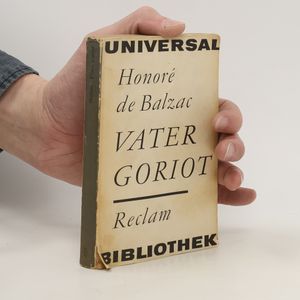 UNIVERSAL
Honoré
de Balzac
VATER
GORIOT
Reclam
BIBLIOTHEK